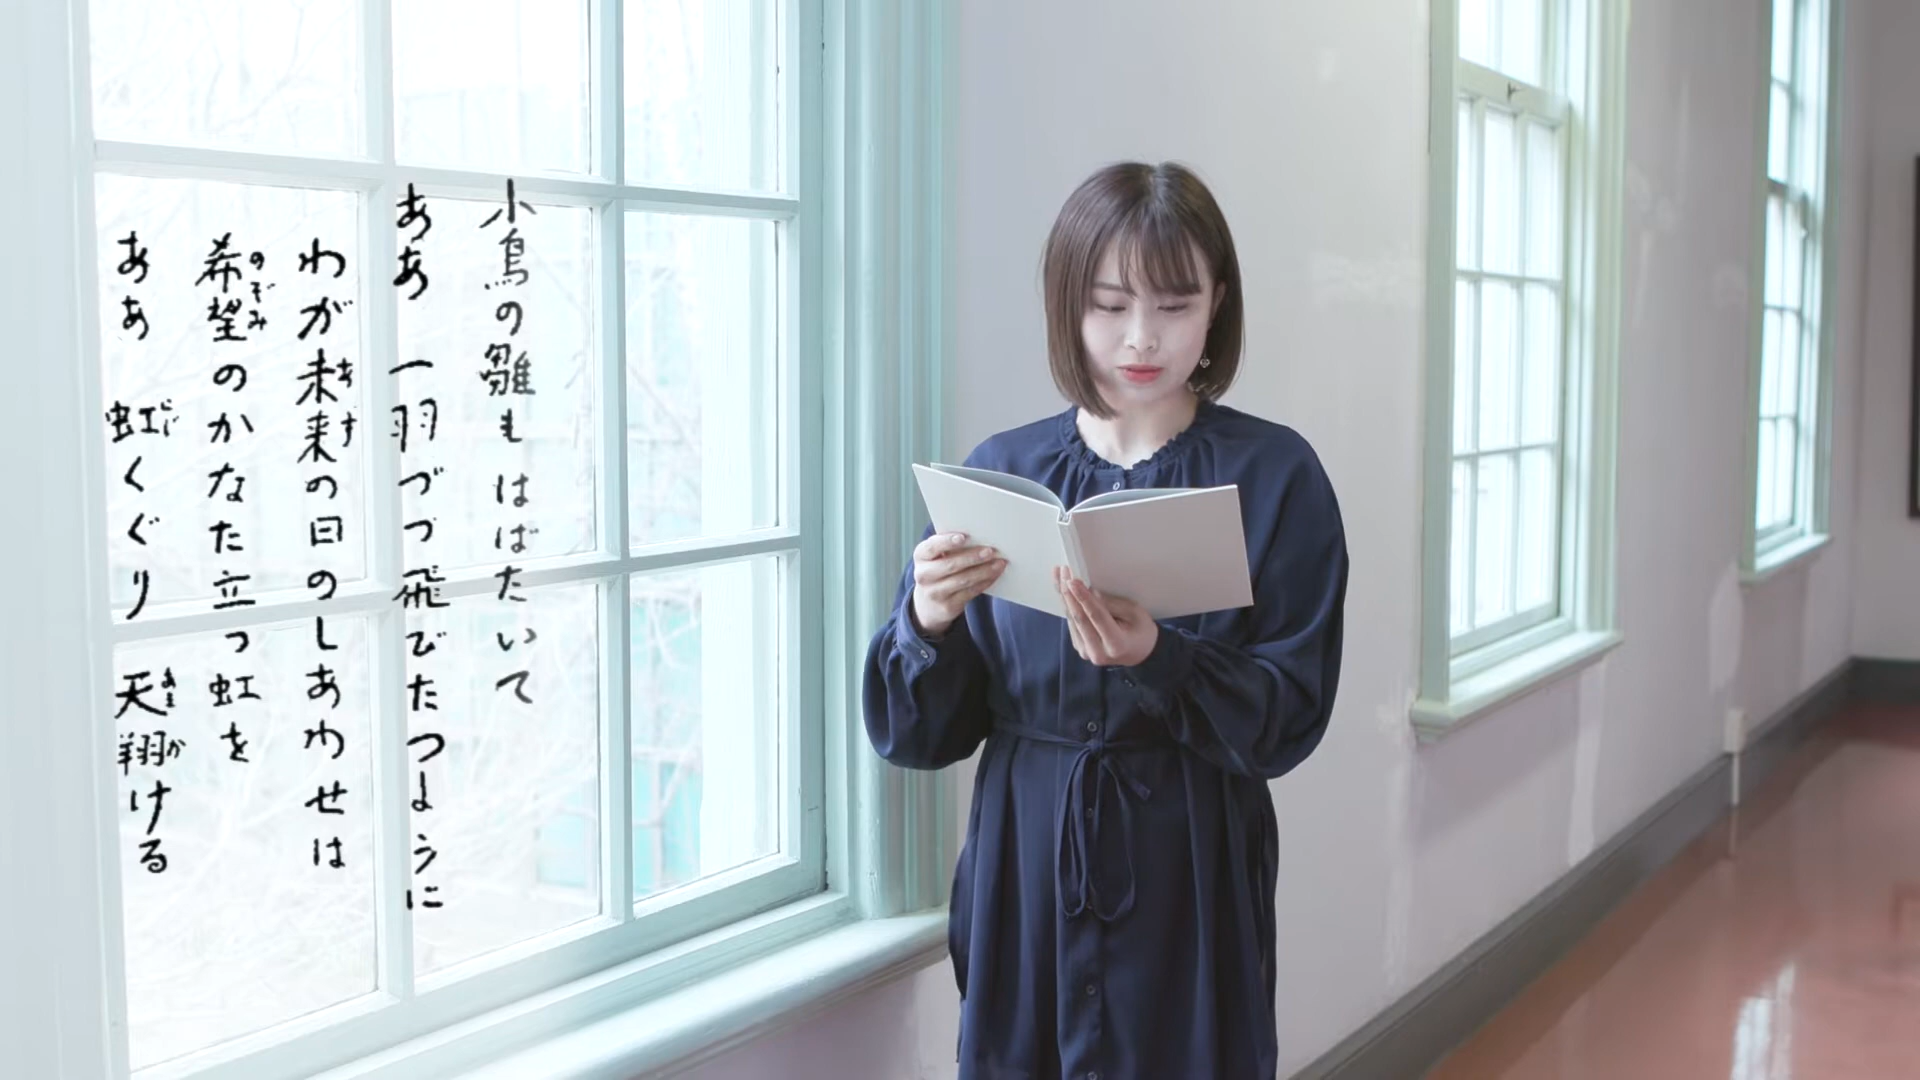 小鳥の雛も はばたいて
ああ 一羽づつ飛びたつように
わが未来の日のしあわせは
希望のかなた立つ虹を
ああ 虹くぐり 天翔ける